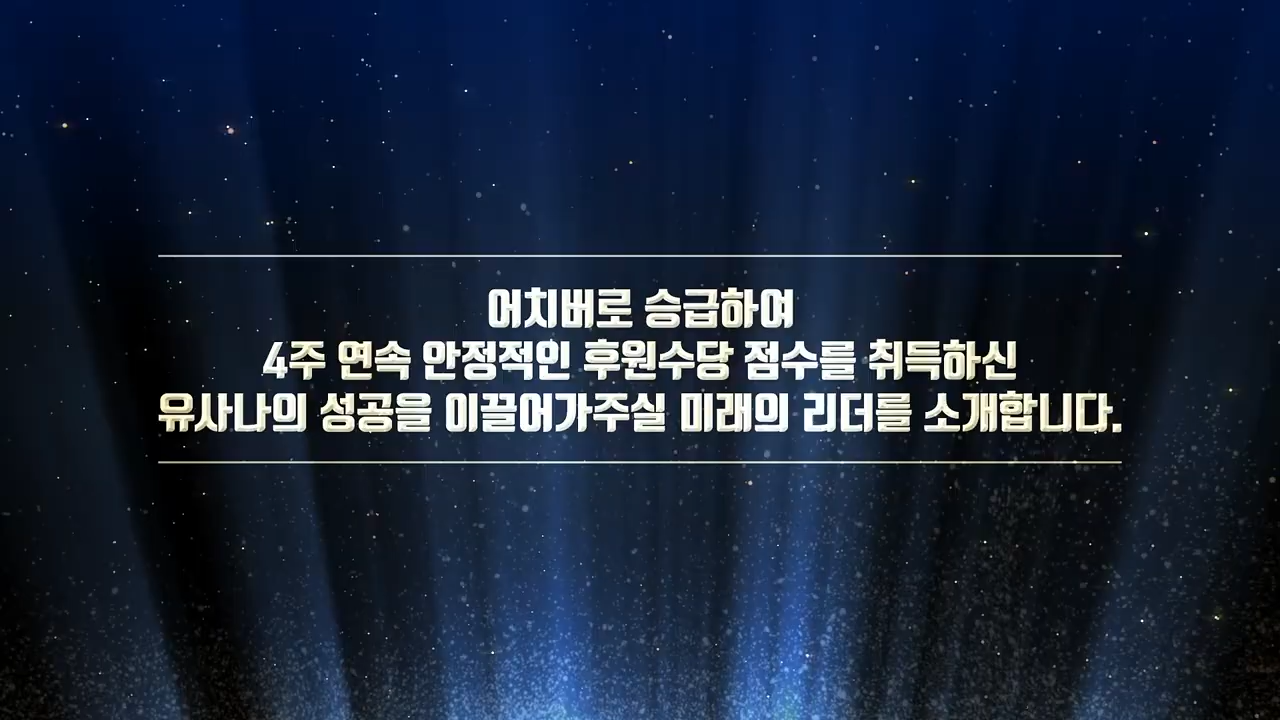 어치버로 승급하여
4주 연속 안정적인 후원수당 점수를 취득하신
유사나의 성공을 이끌어가주실 미래의 리더를 소개합니다.